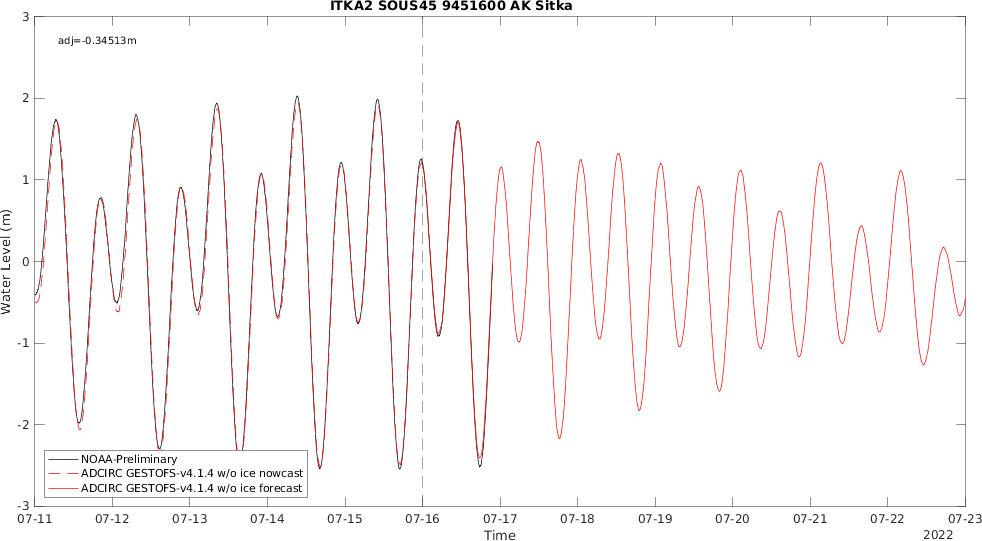 ITKA2 SOUS45 9451600 AK Sitka
adj=-0.34513m
Water Level (m)
3
2
1
0
-1
-2
-3
NOAA-Preliminary
ADCIRC GESTOFS-v4.1.4 w/o ice nowcast
ADCIRC GESTOFS-v4.1.4 w/o ice forecast
07-11 07-12 07-13 07-14 07-15 07-16 07-17 07-18 07-19 07-20 07-21 07-22 07-23
Time
2022